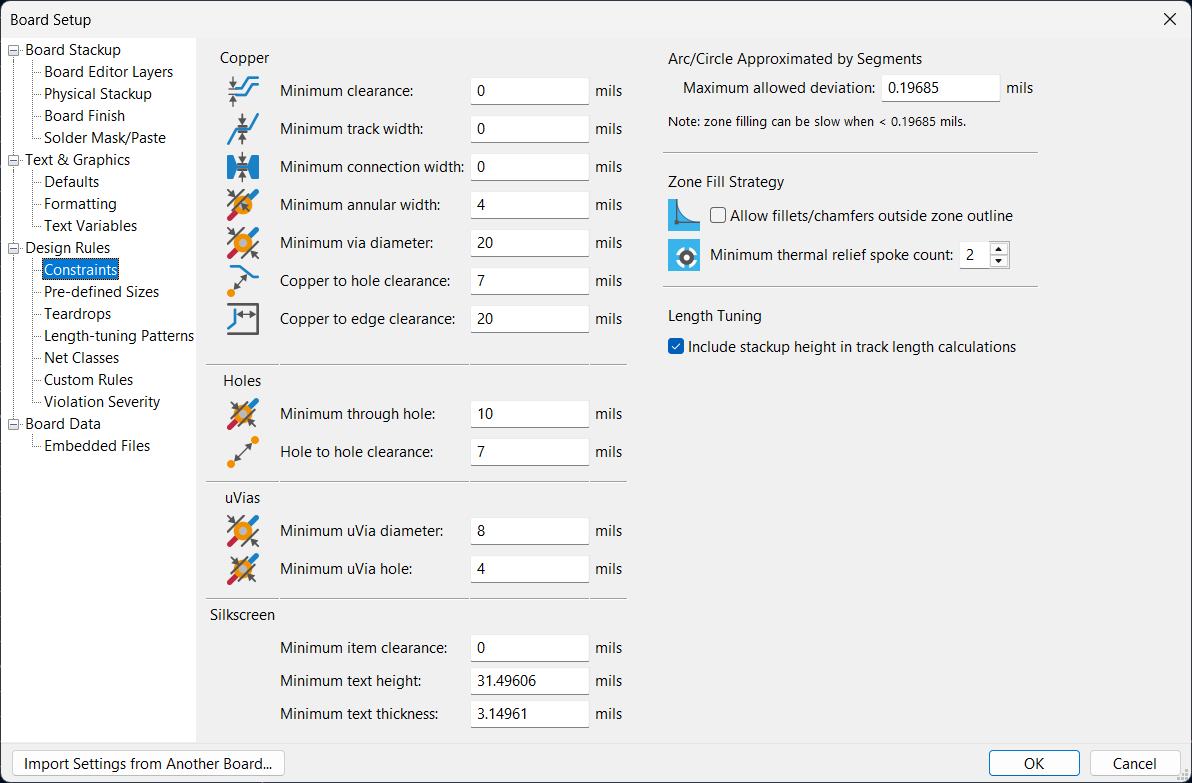 Board Setup
Board Stackup
Board Editor Layers
Physical Stackup
Board Finish
Solder Mask/Paste
Text & Graphics
Defaults
Formatting
Text Variables
Design Rules
Constraints
Pre-defined Sizes
Teardrops
Length-tuning Patterns
Net Classes
Custom Rules
Violation Severity
Board Data
Embedded Files
Copper
Minimum clearance: 0 mils
Minimum track width: 0 mils
Minimum connection width: 0 mils
Minimum annular width: 4 mils
Minimum via diameter: 20 mils
Copper to hole clearance: 7 mils
Copper to edge clearance: 20 mils
Holes
Minimum through hole: 10 mils
Hole to hole clearance: 7 mils
uVias
Minimum uVia diameter: 8 mils
Minimum uVia hole: 4 mils
Silkscreen
Minimum item clearance: 0 mils
Minimum text height: 31.49606 mils
Minimum text thickness: 3.14961 mils
Arc/Circle Approximated by Segments
Maximum allowed deviation: 0.19685 mils
Note: zone filling can be slow when < 0.19685 mils.
Zone Fill Strategy
Allow fillets/chamfers outside zone outline
Minimum thermal relief spoke count: 2
Length Tuning
Include stackup height in track length calculations
Import Settings from Another Board...
OK
Cancel